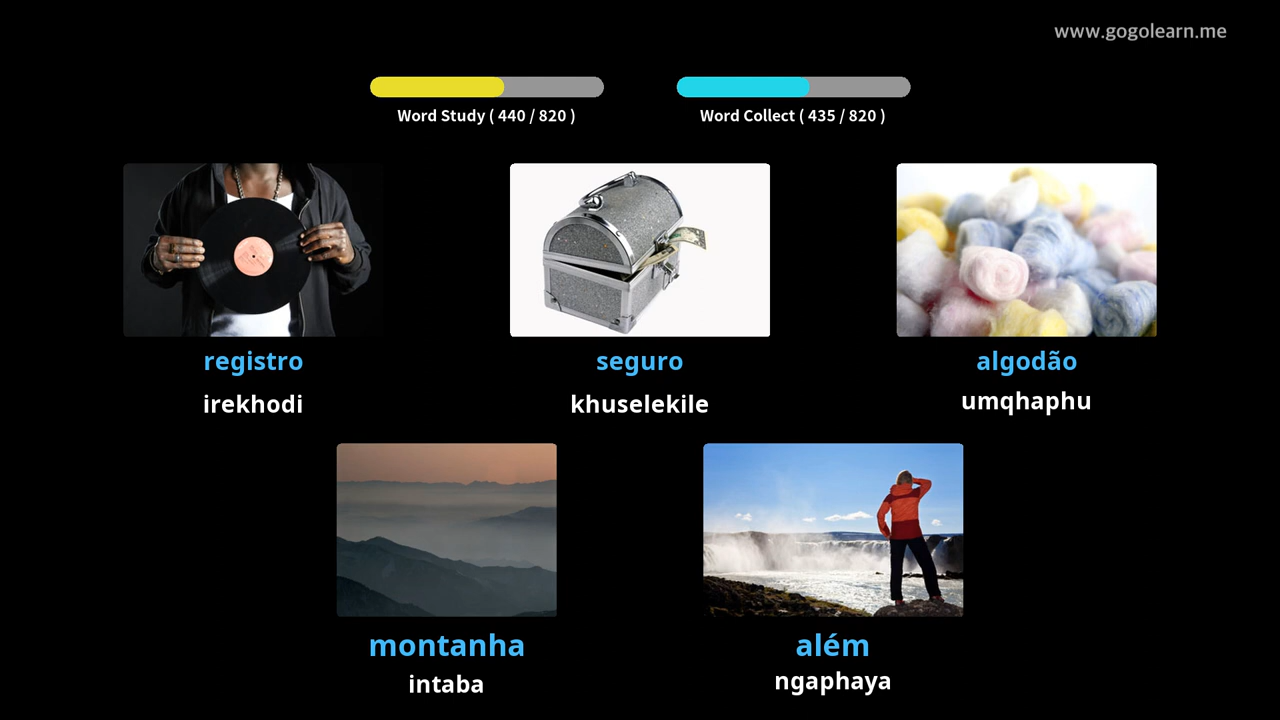 www.gogolearn.me
Word Study ( 440 / 820 )
Word Collect ( 435 / 820 )
registro
irekhodi
seguro
khuselekile
algodão
umqhaphu
montanha
intaba
além
ngaphaya